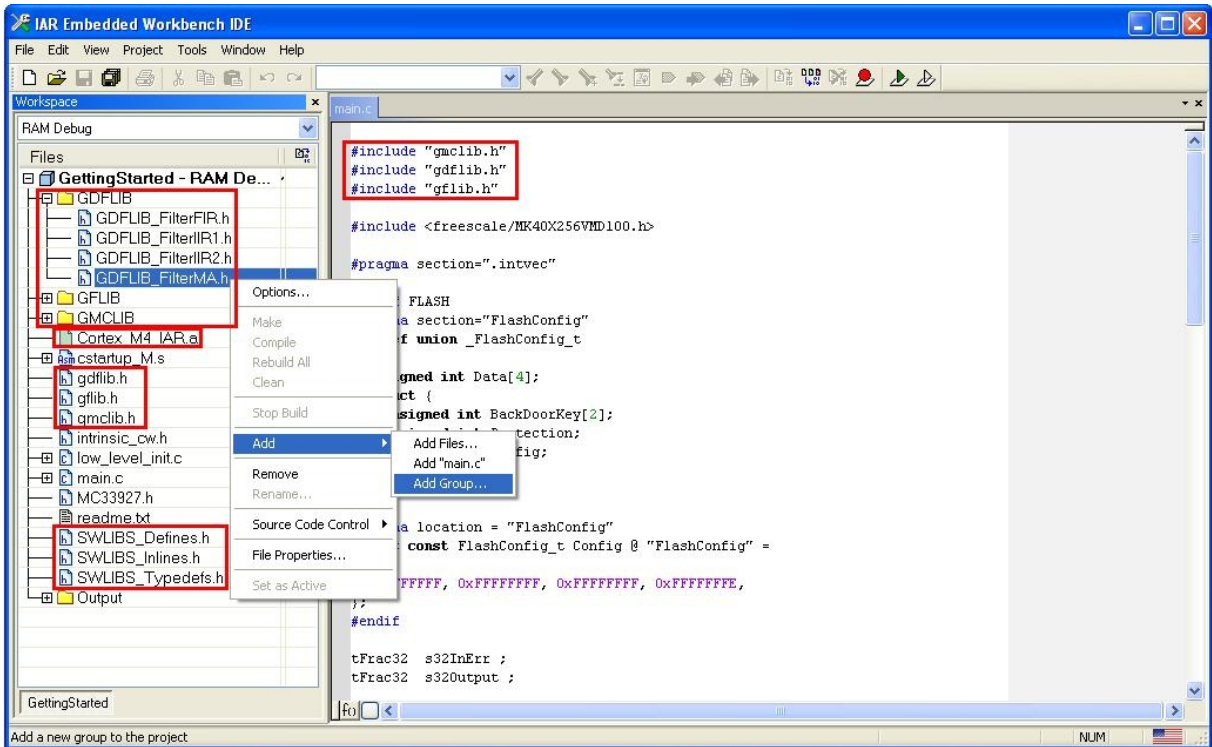 IAR Embedded Workbench IDE
File Edit View Project Tools Window Help
Workspace
RAM Debug
Files
GettingStarted - RAM De...
GDFLIB
GDFLIB_FilterFIR.h
GDFLIB_FilterIIR1.h
GDFLIB_FilterIIR2.h
GDFLIB_FilterMA.h
GFLIB
GMCLIB
Cortex_M4_IAR.a
cstartup_M.s
gdflib.h
gflib.h
gmclib.h
intrinsic_cw.h
low_level_init.c
main.c
MC33927.h
readme.txt
SWLIBS_Defines.h
SWLIBS_Inlines.h
SWLIBS_Typedefs.h
Output
GettingStarted
Options...
Make
Compile
Rebuild All
Clean
Stop Build
Add
Remove
Rename...
Source Code Control
File Properties...
Set as Active
Add Files...
Add "main.c"
Add Group...
main.c
#include "gmclib.h"
#include "gdflib.h"
#include "gflib.h"
#include <freescale/MK40X256VMD100.h>
#pragma section=".intvec"
FLASH
a section="FlashConfig"
f union _FlashConfig_t
gned int Data[4];
ct {
signed int BackDoorKey[2];
tection;
fig;
a location = "FlashConfig"
const FlashConfig_t Config @ "FlashConfig" =
FFFFF, 0xFFFFFFFF, 0xFFFFFFFF, 0xFFFFFFFE,
};
#endif
tFrac32 s32InErr ;
tFrac32 s32Output ;
fo
Add a new group to the project
NUM